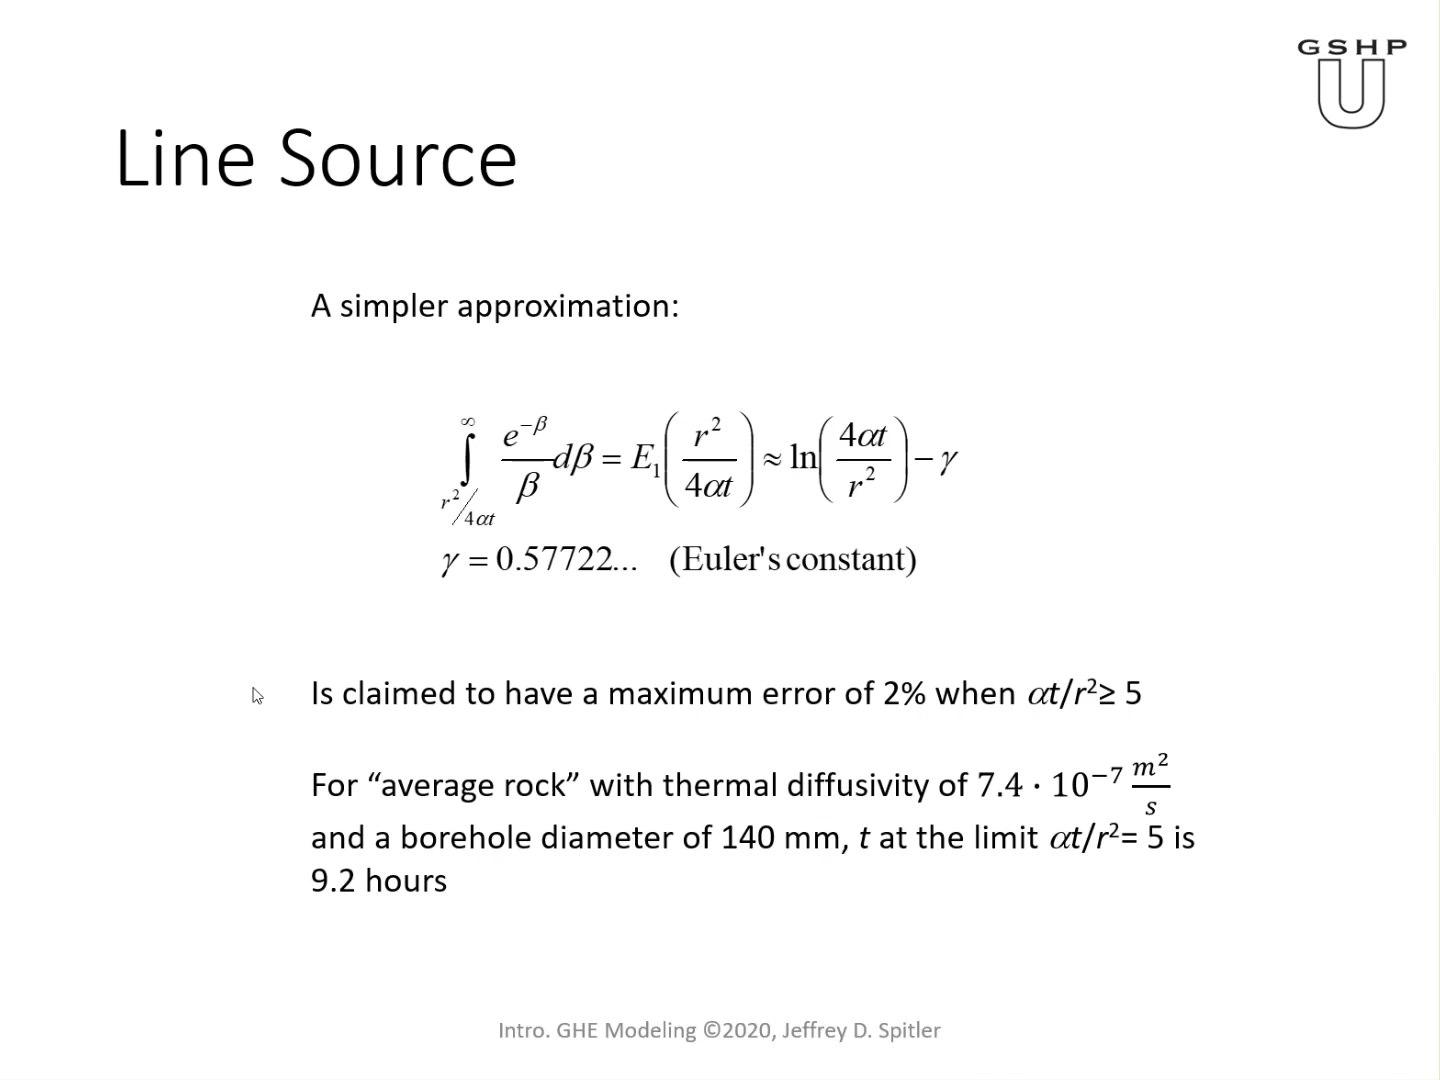 GSHP
U
Line Source
A simpler approximation:
∫_{r²/4αt}^{∞} e^{−β}/β dβ = E₁(r²/4αt) ≈ ln(4αt/r²) − γ
γ = 0.57722... (Euler's constant)
Is claimed to have a maximum error of 2% when αt/r²≥ 5
For “average rock” with thermal diffusivity of 7.4 · 10⁻⁷ m²/s
and a borehole diameter of 140 mm, t at the limit αt/r²= 5 is
9.2 hours
Intro. GHE Modeling ©2020, Jeffrey D. Spitler